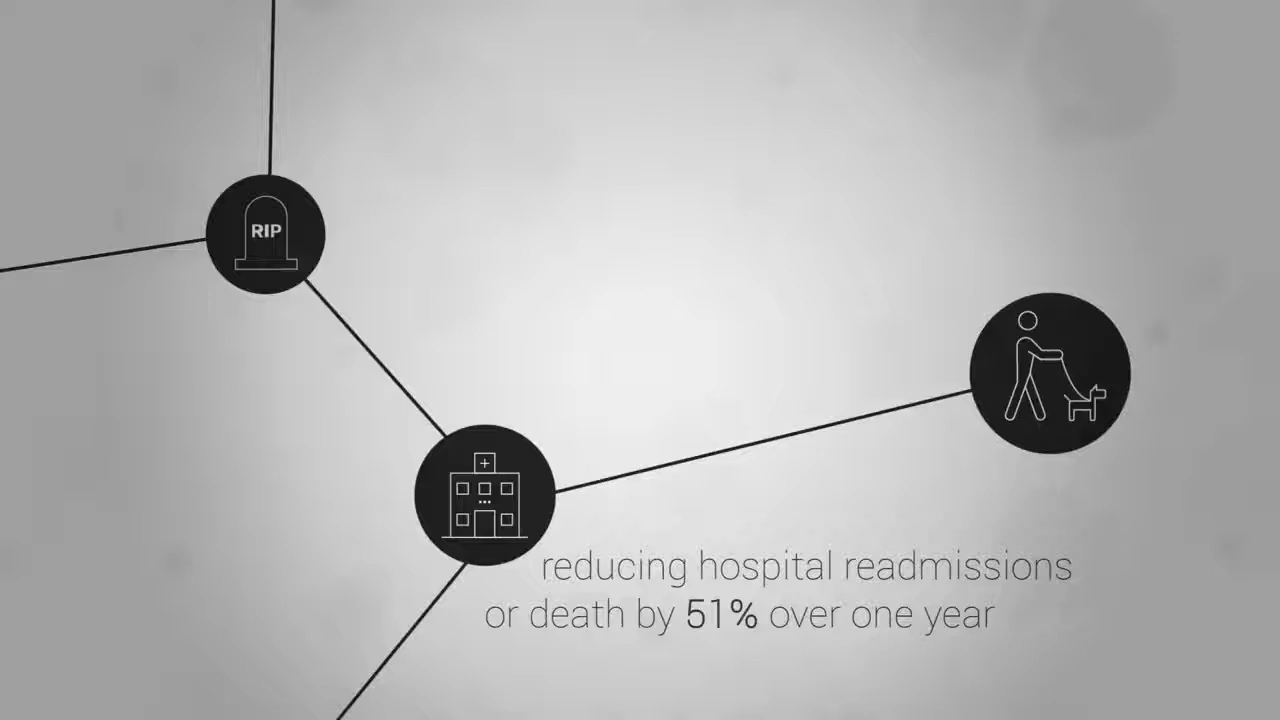 RIP
reducing hospital readmissions
or death by 51% over one year